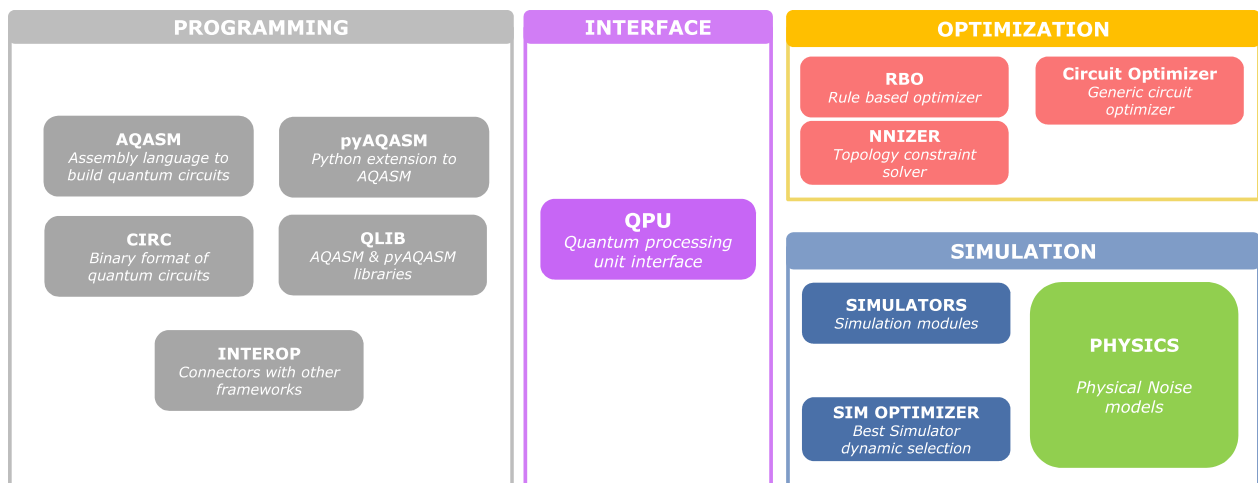 PROGRAMMING
AQASM
Assembly language to
build quantum circuits
pyAQASM
Python extension to
AQASM
CIRC
Binary format of
quantum circuits
QLIB
AQASM & pyAQASM
libraries
INTEROP
Connectors with other
frameworks
INTERFACE
QPU
Quantum processing
unit interface
OPTIMIZATION
RBO
Rule based optimizer
Circuit Optimizer
Generic circuit
optimizer
NNIZER
Topology constraint
solver
SIMULATION
SIMULATORS
Simulation modules
PHYSICS
Physical Noise
models
SIM OPTIMIZER
Best Simulator
dynamic selection